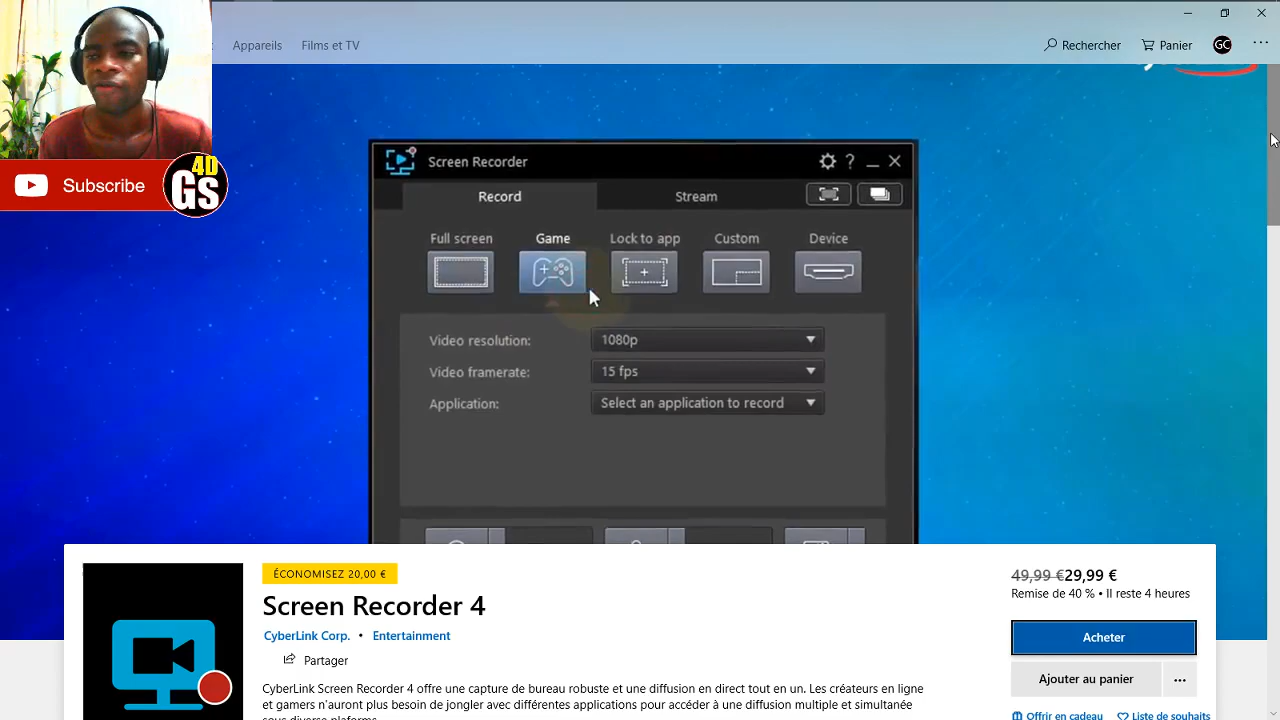 Appareils
Films et TV
Rechercher
Panier
GC
Subscribe
4D
GS
Screen Recorder
?
Record
Stream
Full screen
Game
Lock to app
Custom
Device
Video resolution:
1080p
Video framerate:
15 fps
Application:
Select an application to record
ÉCONOMISEZ 20,00 €
Screen Recorder 4
CyberLink Corp. • Entertainment
Partager
CyberLink Screen Recorder 4 offre une capture de bureau robuste et une diffusion en direct tout en un. Les créateurs en ligne
et gamers n'auront plus besoin de jongler avec différentes applications pour accéder à une diffusion multiple et simultanée
sous diverse plaforms
49,99 €29,99 €
Remise de 40 % • Il reste 4 heures
Acheter
Ajouter au panier
Offrir en cadeau
Liste de souhaits